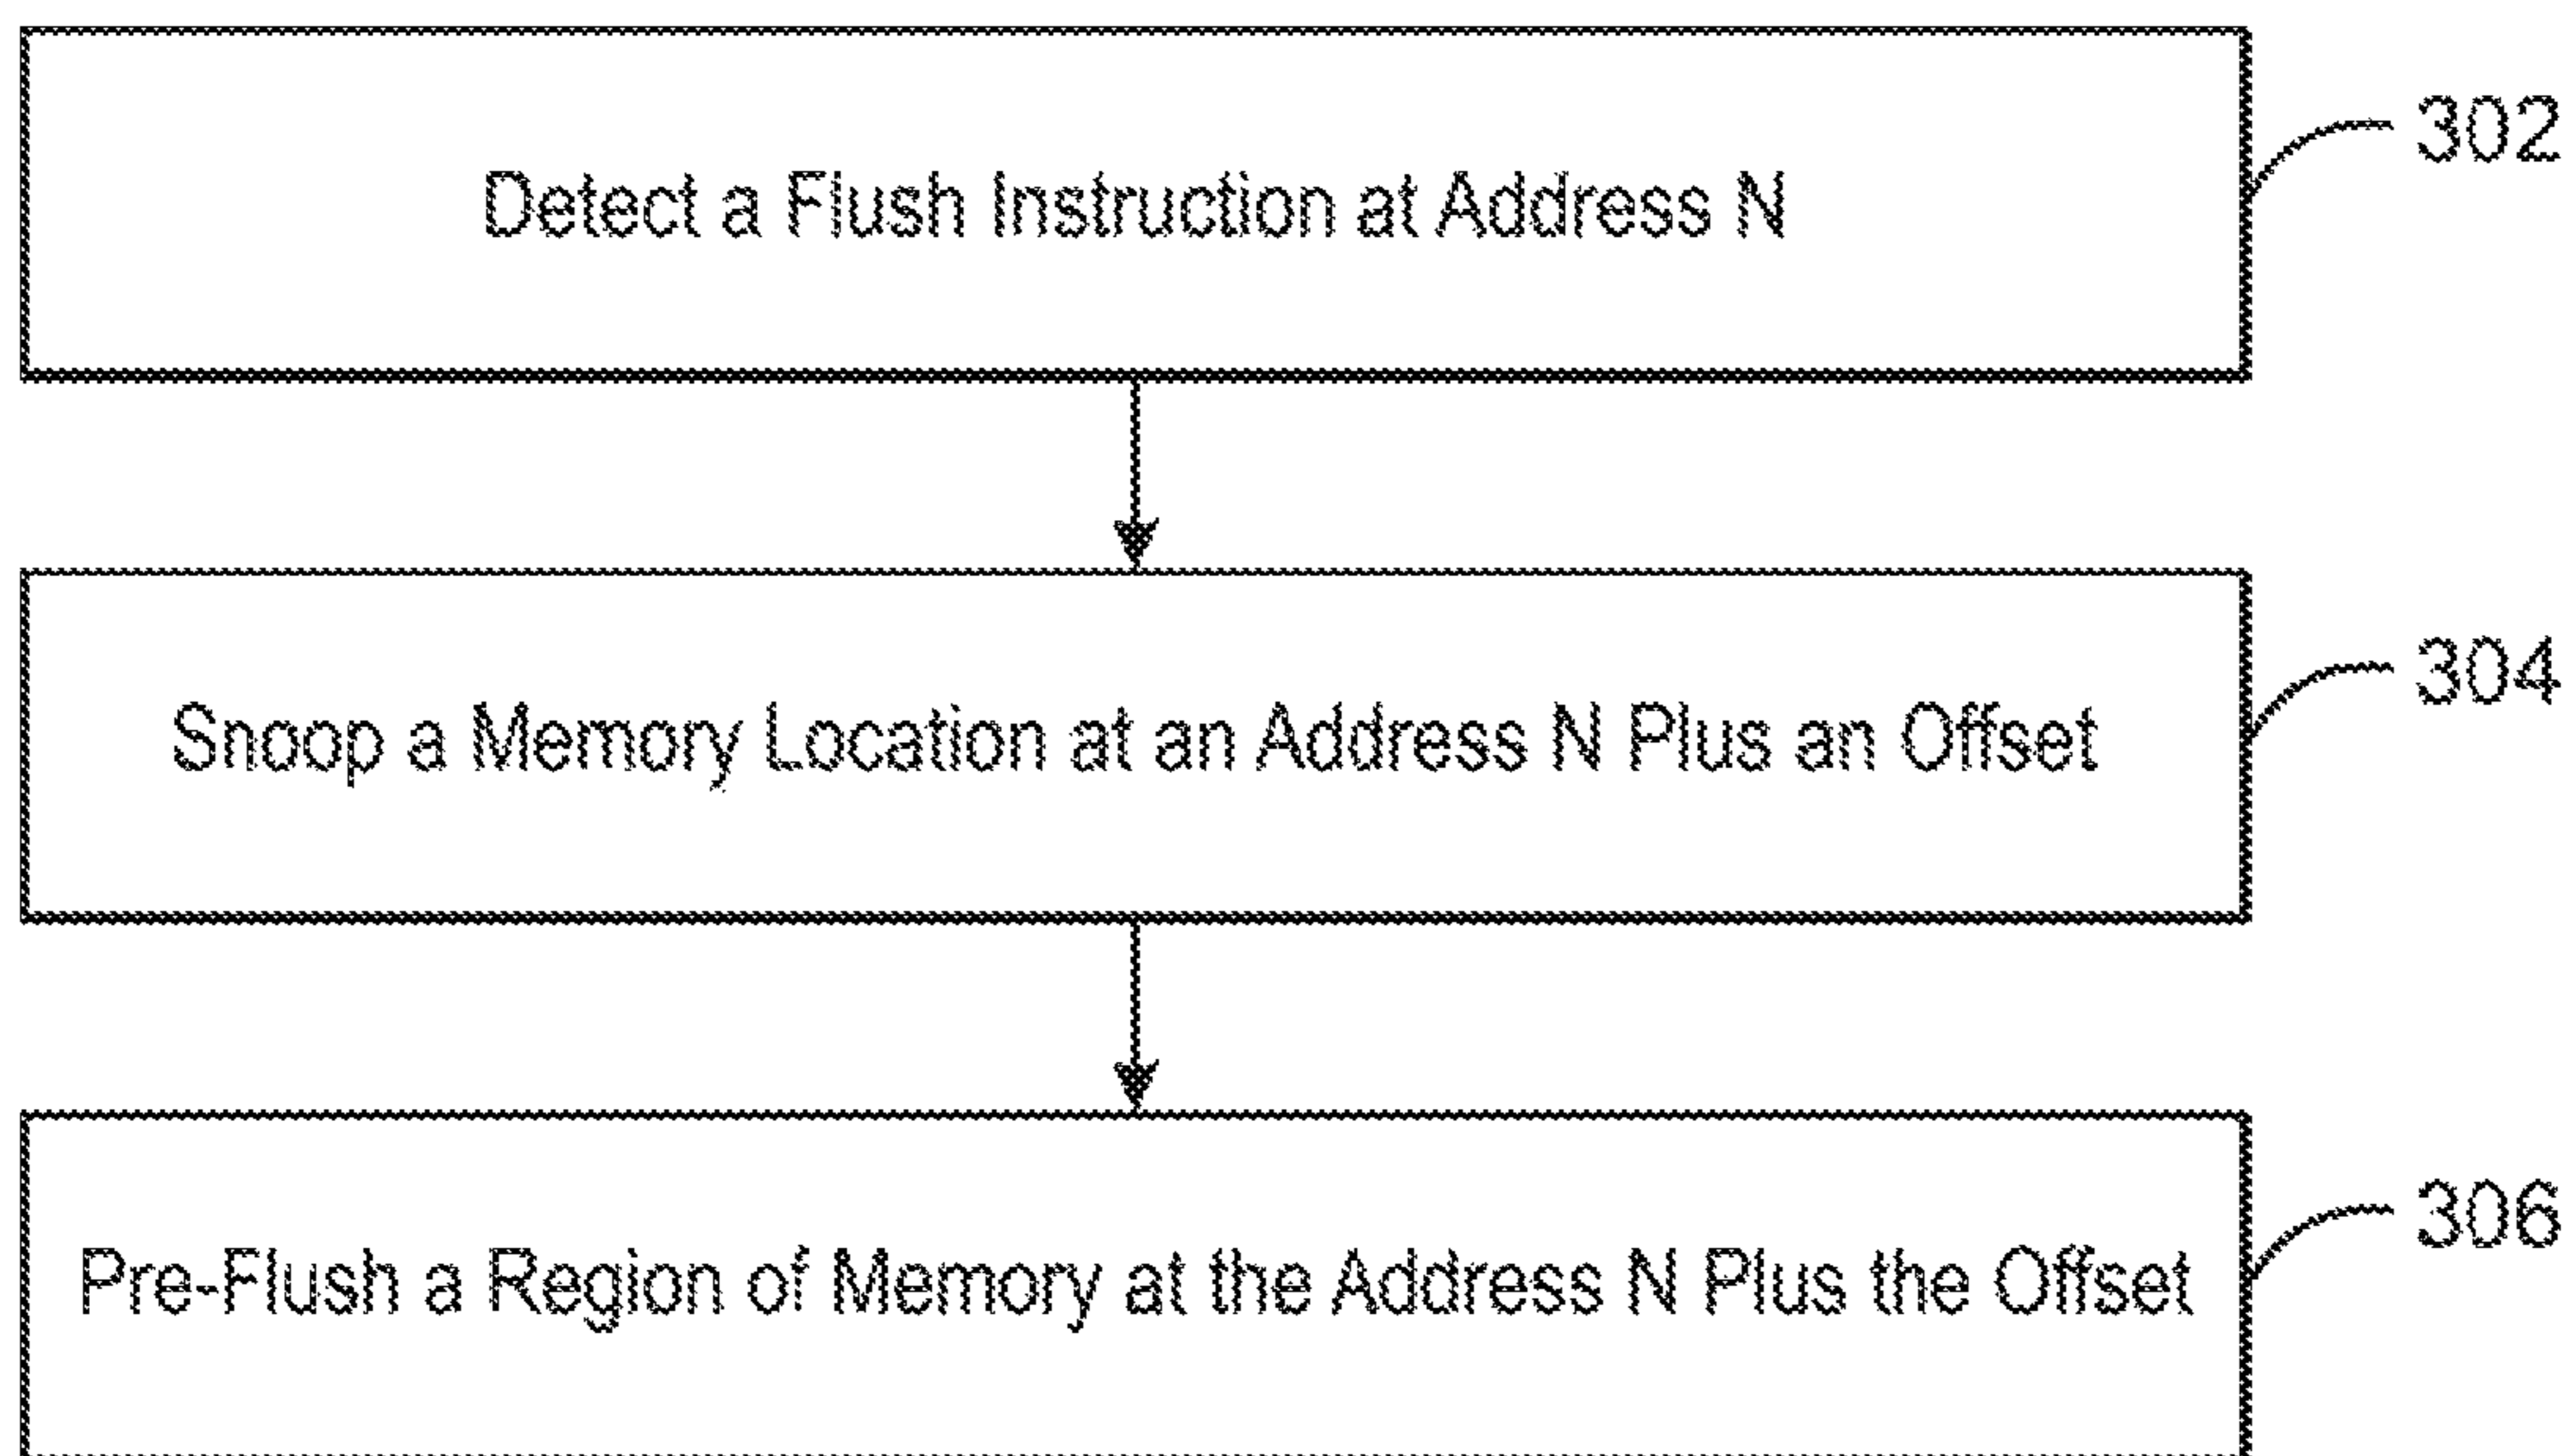 Detect a Flush Instruction at Address N
302
Snoop a Memory Location at an Address N Plus an Offset
304
Pre-Flush a Region of Memory at the Address N Plus the Offset
306